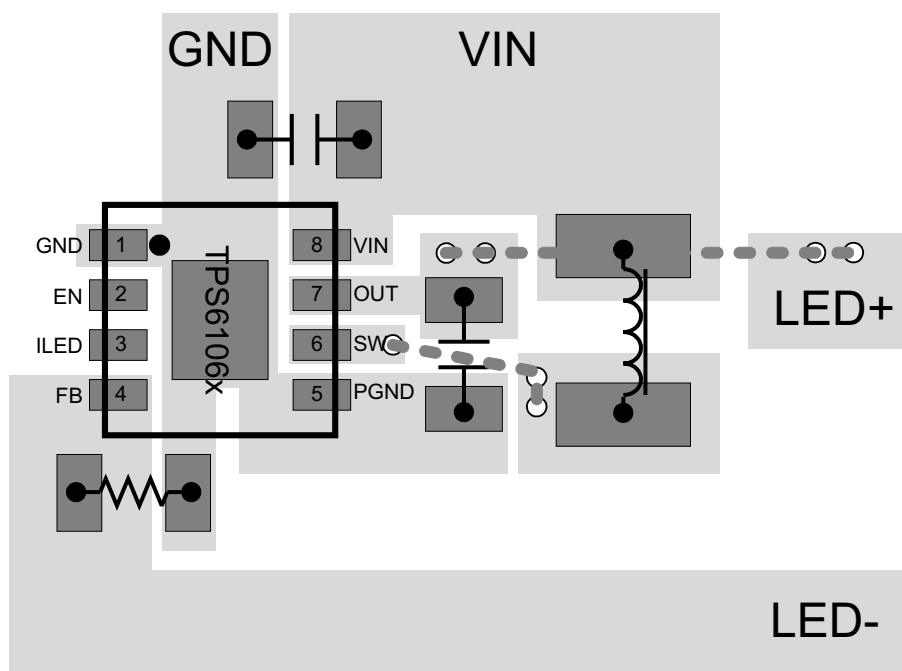 GND
VIN
GND 1
8 VIN
EN 2
7 OUT
ILED 3
6 SW
FB 4
5 PGND
TPS6106x
LED+
LED-